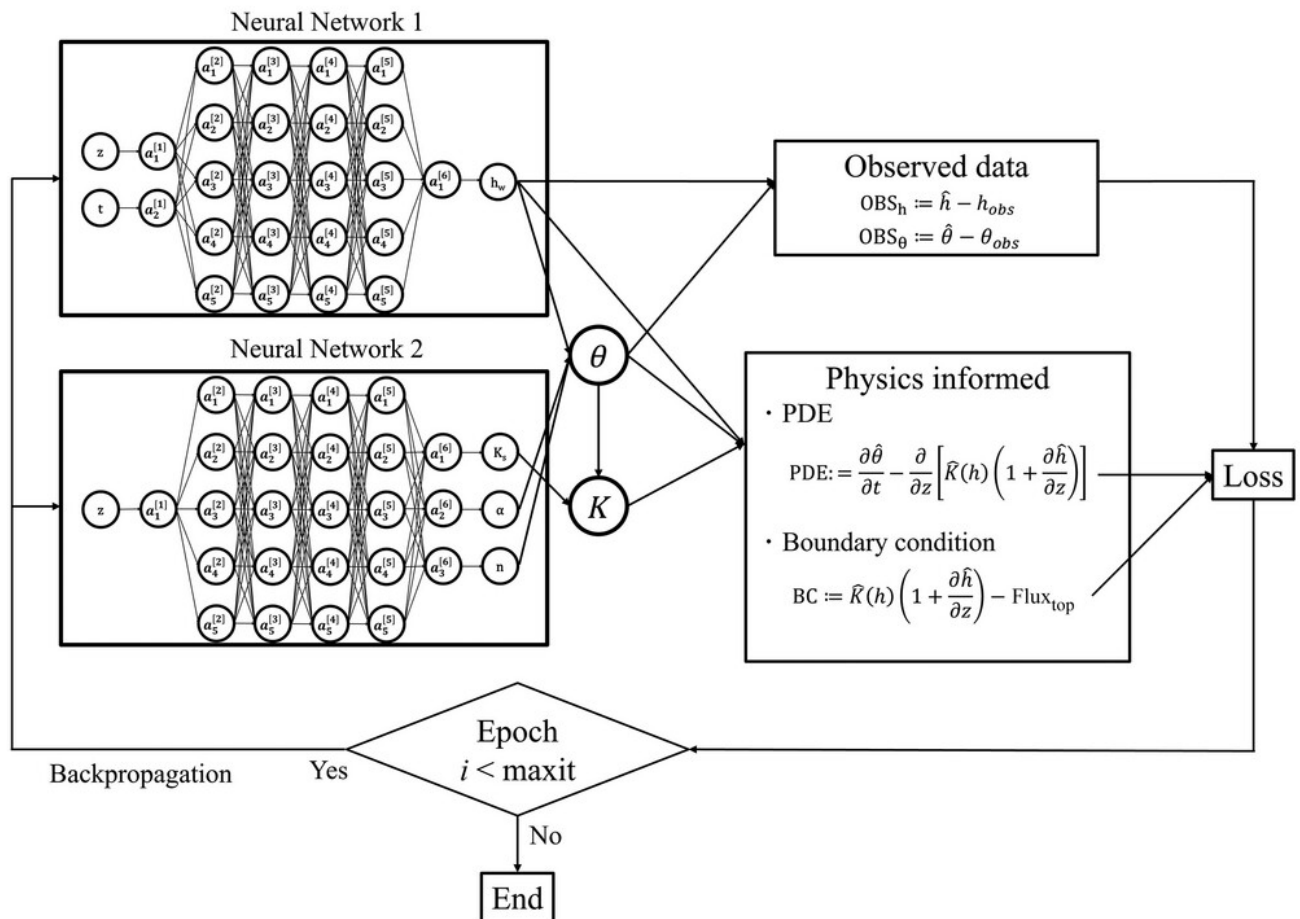 Neural Network 1
a₁^[2] a₁^[3] a₁^[4] a₁^[5]
a₂^[2] a₂^[3] a₂^[4] a₂^[5]
z a₁^[1]
a₃^[2] a₃^[3] a₃^[4] a₃^[5] a₁^[6] h_w
t a₂^[1]
a₄^[2] a₄^[3] a₄^[4] a₄^[5]
a₅^[2] a₅^[3] a₅^[4] a₅^[5]
Observed data
OBS_h ≔ ĥ − h_obs
OBS_θ ≔ θ̂ − θ_obs
Neural Network 2
a₁^[2] a₁^[3] a₁^[4] a₁^[5]
a₂^[2] a₂^[3] a₂^[4] a₂^[5] a₁^[6] K_s
z a₁^[1] a₃^[2] a₃^[3] a₃^[4] a₃^[5] a₂^[6] α
a₄^[2] a₄^[3] a₄^[4] a₄^[5] a₃^[6] n
a₅^[2] a₅^[3] a₅^[4] a₅^[5]
θ
K
Physics informed
・PDE
PDE: = ∂θ̂/∂t − ∂/∂z [K̂(h) (1 + ∂ĥ/∂z)]
・Boundary condition
BC ≔ K̂(h) (1 + ∂ĥ/∂z) − Flux_top
Loss
Epoch
i < maxit
Backpropagation
Yes
No
End